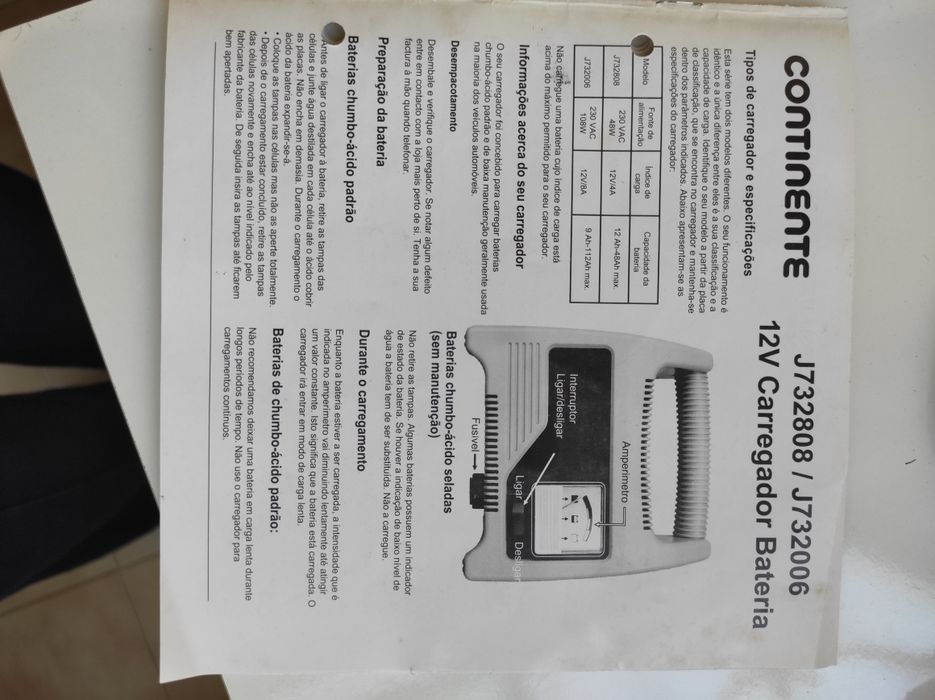 CONTINENTE
J732808 / J732006
12V Carregador Bateria
Tipos de carregador e especificações
Esta série tem dois modelos diferentes. O seu funcionamento é
idêntico e a única diferença entre eles é a sua classificação e a
capacidade de carga. Identifique o seu modelo a partir da placa
de classificação, que se encontra no carregador e mantenha-se
dentro dos parâmetros indicados. Abaixo apresentam-se as
especificações do carregador:
Modelo
Fonte de alimentação
Índice de carga
Capacidade da bateria
J732808
230 VAC 48W
12V/4A
12 Ah-48Ah max.
J732006
230 VAC 108W
12V/8A
9 Ah-112Ah max.
Não carregue uma bateria cujo índice de carga está
acima do máximo permitido para o seu carregador.
Informações acerca do seu carregador
O seu carregador foi concebido para carregar baterias
chumbo-ácido padrão e de baixa manutenção geralmente usada
na maioria dos veículos automóveis.
Desempacotamento
Desembale e verifique o carregador. Se notar algum defeito
entre em contacto com a loja mais perto de si. Tenha a sua
factura à mão quando telefonar.
Preparação da bateria
Baterias chumbo-ácido padrão
Antes de ligar o carregador à bateria, retire as tampas das
células e junte água destilada em cada célula até o ácido cobrir
as placas. Não encha em demasia. Durante o carregamento o
ácido da bateria expandir-se-á.
• Coloque as tampas nas células mas não as aperte totalmente.
• Depois de o carregamento estar concluído, retire as tampas
das células novamente e encha até ao nível indicado pelo
fabricante da bateria. De seguida insira as tampas até ficarem
bem apertadas.
Amperímetro
Interruptor
Ligar/desligar
Ligar
Desligar
Fusível
Baterias chumbo-ácido seladas
(sem manutenção)
Não retire as tampas. Algumas baterias possuem um indicador
de estado da bateria. Se houver a indicação de baixo nível de
água a bateria tem de ser substituída. Não a carregue.
Durante o carregamento
Enquanto a bateria estiver a ser carregada, a intensidade que é
indicada no amperímetro vai diminuindo lentamente até atingir
um valor constante. Isto significa que a bateria está carregada. O
carregador irá entrar em modo de carga lenta.
Baterias de chumbo-ácido padrão:
Não recomendamos deixar uma bateria em carga lenta durante
longos períodos de tempo. Não use o carregador para
carregamentos contínuos.